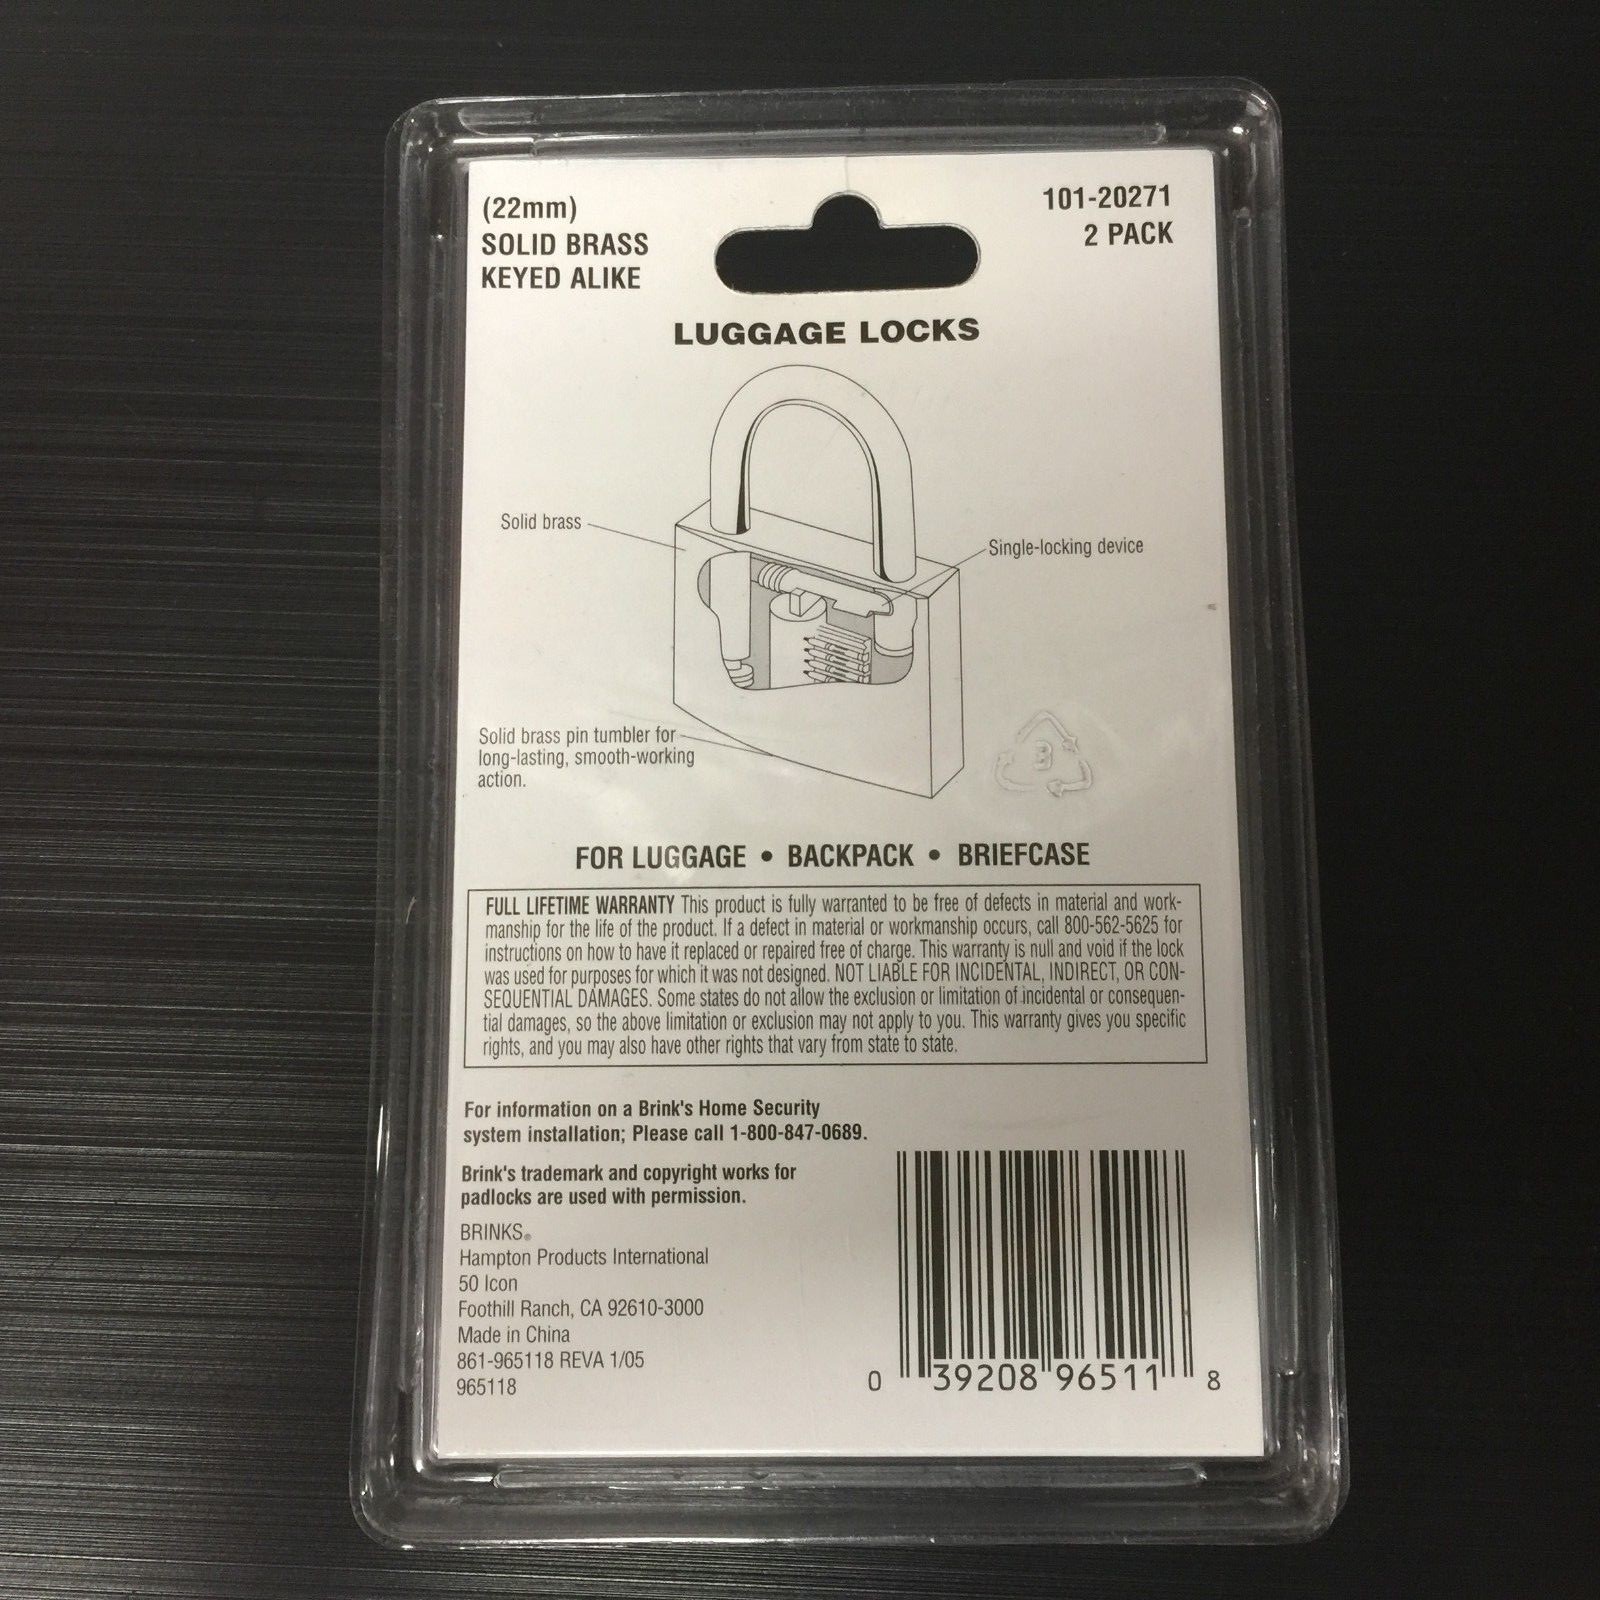 (22mm)
SOLID BRASS
KEYED ALIKE
101-20271
2 PACK
LUGGAGE LOCKS
Solid brass
Single-locking device
Solid brass pin tumbler for
long-lasting, smooth-working
action.
FOR LUGGAGE • BACKPACK • BRIEFCASE
FULL LIFETIME WARRANTY This product is fully warranted to be free of defects in material and work-
manship for the life of the product. If a defect in material or workmanship occurs, call 800-562-5625 for
instructions on how to have it replaced or repaired free of charge. This warranty is null and void if the lock
was used for purposes for which it was not designed. NOT LIABLE FOR INCIDENTAL, INDIRECT, OR CON-
SEQUENTIAL DAMAGES. Some states do not allow the exclusion or limitation of incidental or consequen-
tial damages, so the above limitation or exclusion may not apply to you. This warranty gives you specific
rights, and you may also have other rights that vary from state to state.
For information on a Brink's Home Security
system installation; Please call 1-800-847-0689.
Brink's trademark and copyright works for
padlocks are used with permission.
BRINKS®
Hampton Products International
50 Icon
Foothill Ranch, CA 92610-3000
Made in China
861-965118 REVA 1/05
965118
0 39208 96511 8